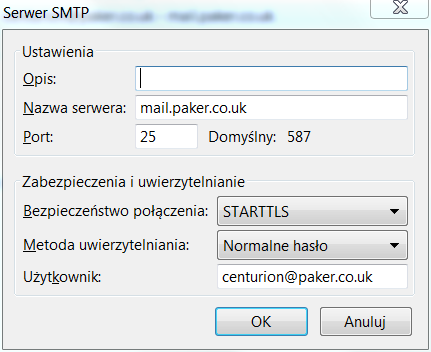 Serwer SMTP
Ustawienia
Opis:
Nazwa serwera: mail.paker.co.uk
Port: 25 Domyślny: 587
Zabezpieczenia i uwierzytelnianie
Bezpieczeństwo połączenia: STARTTLS
Metoda uwierzytelniania: Normalne hasło
Użytkownik: centurion@paker.co.uk
OK Anuluj